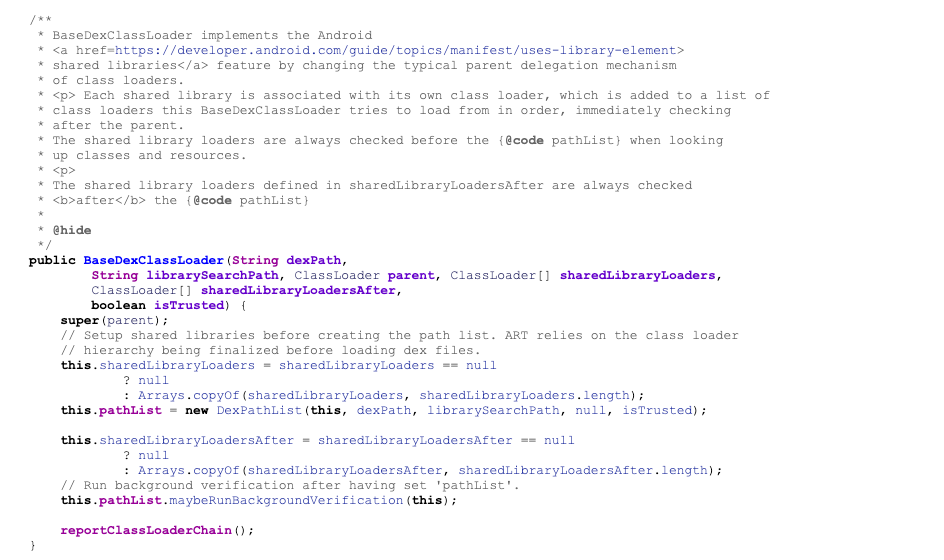 /**
 * BaseDexClassLoader implements the Android
 * <a href=https://developer.android.com/guide/topics/manifest/uses-library-element>
 * shared libraries</a> feature by changing the typical parent delegation mechanism
 * of class loaders.
 * <p> Each shared library is associated with its own class loader, which is added to a list of
 * class loaders this BaseDexClassLoader tries to load from in order, immediately checking
 * after the parent.
 * The shared library loaders are always checked before the {@code pathList} when looking
 * up classes and resources.
 * <p>
 * The shared library loaders defined in sharedLibraryLoadersAfter are always checked
 * <b>after</b> the {@code pathList}
 *
 * @hide
 */
public BaseDexClassLoader(String dexPath,
        String librarySearchPath, ClassLoader parent, ClassLoader[] sharedLibraryLoaders,
        ClassLoader[] sharedLibraryLoadersAfter,
        boolean isTrusted) {
    super(parent);
    // Setup shared libraries before creating the path list. ART relies on the class loader
    // hierarchy being finalized before loading dex files.
    this.sharedLibraryLoaders = sharedLibraryLoaders == null
            ? null
            : Arrays.copyOf(sharedLibraryLoaders, sharedLibraryLoaders.length);
    this.pathList = new DexPathList(this, dexPath, librarySearchPath, null, isTrusted);

    this.sharedLibraryLoadersAfter = sharedLibraryLoadersAfter == null
            ? null
            : Arrays.copyOf(sharedLibraryLoadersAfter, sharedLibraryLoadersAfter.length);
    // Run background verification after having set 'pathList'.
    this.pathList.maybeRunBackgroundVerification(this);

    reportClassLoaderChain();
}